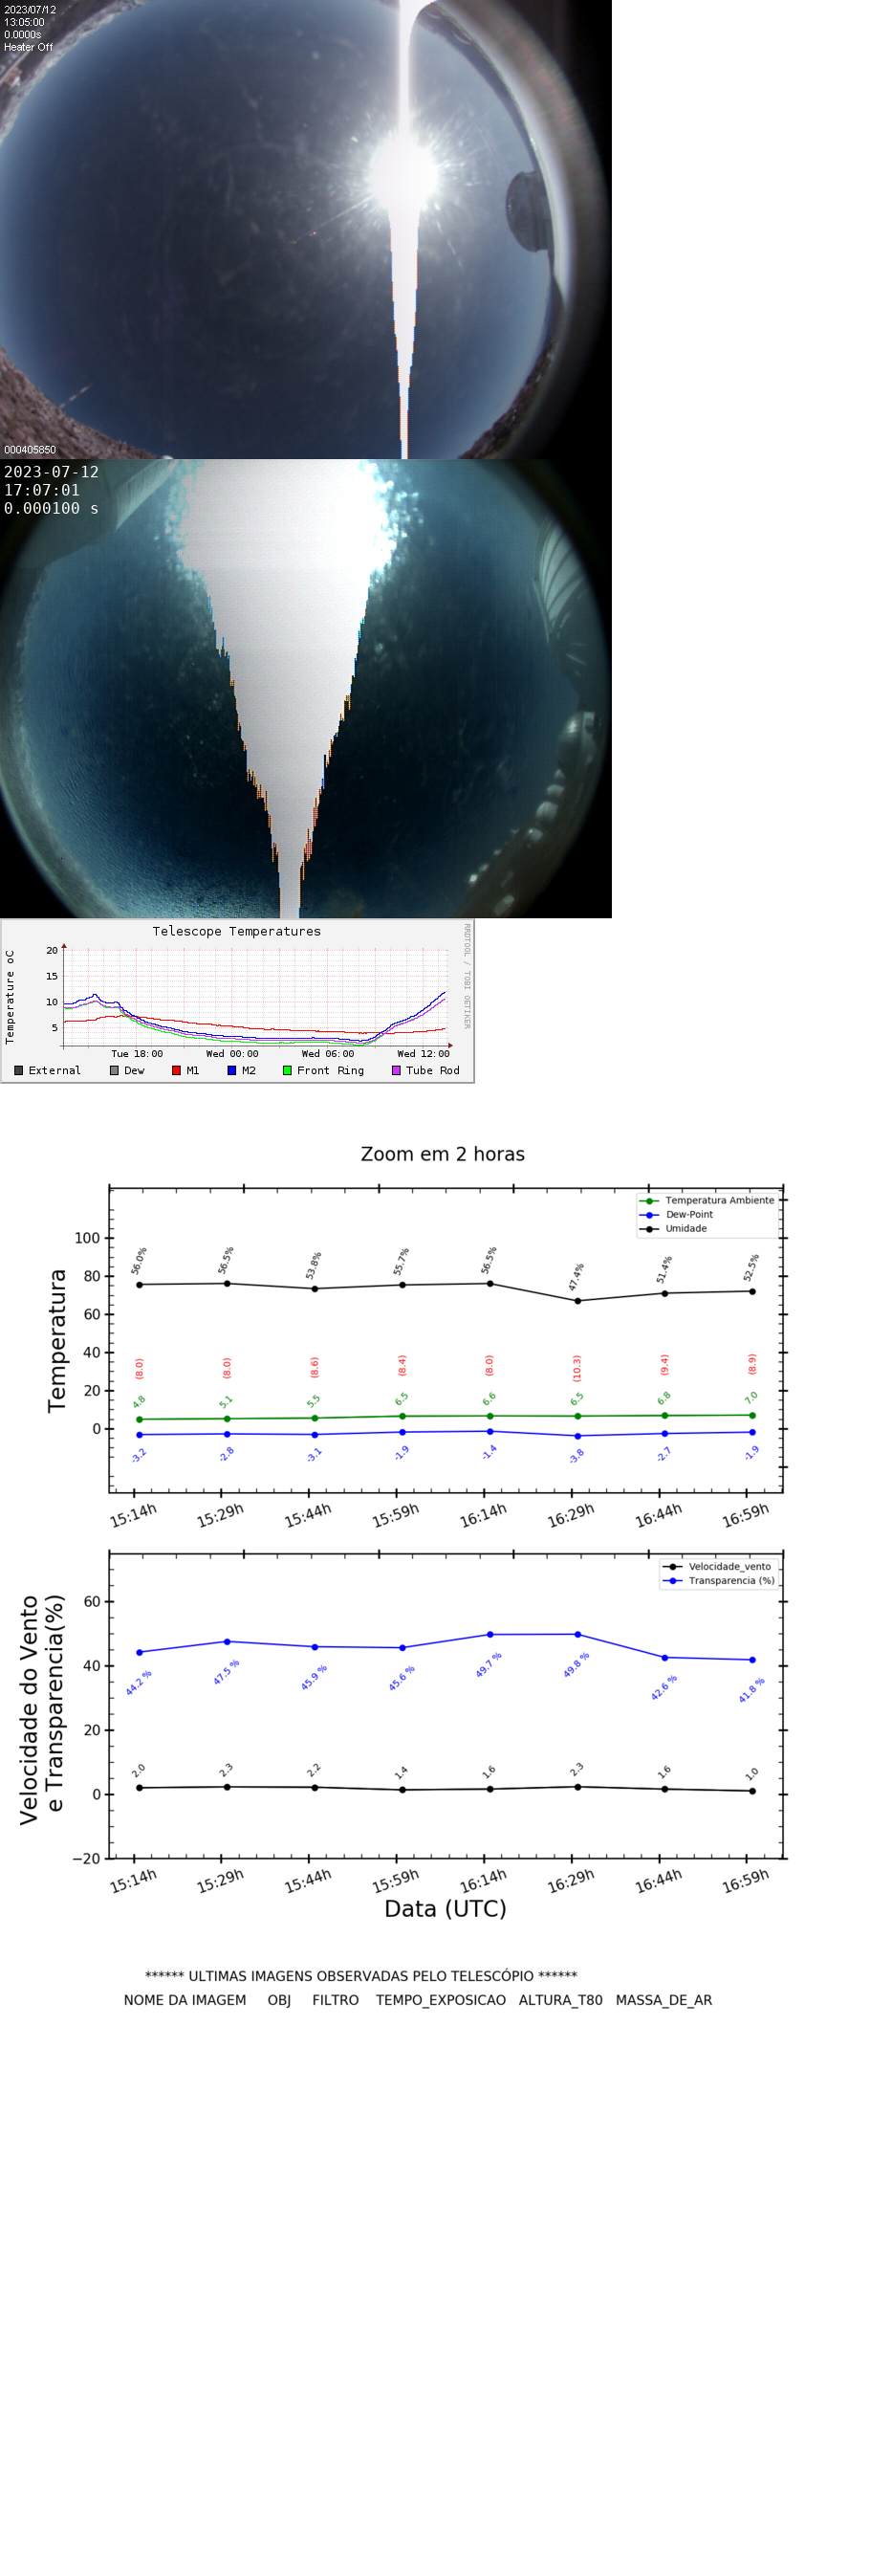 2023/07/12
13:05:00
0.0000s
Heater Off
000405850
2023-07-12
17:07:01
0.000100 s
Telescope Temperatures
RRDTOOL / TOBI OETIKER
Temperature oC
20
15
10
5
Tue 18:00 Wed 00:00 Wed 06:00 Wed 12:00
External Dew M1 M2 Front Ring Tube Rod
Zoom em 2 horas
Temperatura Ambiente
Dew-Point
Umidade
Temperatura
100
80
60
40
20
0
56.0% 56.5% 53.8% 55.7% 56.5% 47.4% 51.4% 52.5%
(8.0) (8.0) (8.6) (8.4) (8.0) (10.3) (9.4) (8.9)
4.8 5.1 5.5 6.5 6.6 6.5 6.8 7.0
-3.2 -2.8 -3.1 -1.9 -1.4 -3.8 -2.7 -1.9
15:14h 15:29h 15:44h 15:59h 16:14h 16:29h 16:44h 16:59h
Velocidade_vento
Transparencia (%)
Velocidade do Vento
e Transparencia(%)
60
40
20
0
−20
44.2 % 47.5 % 45.9 % 45.6 % 49.7 % 49.8 % 42.6 % 41.8 %
2.0 2.3 2.2 1.4 1.6 2.3 1.6 1.0
15:14h 15:29h 15:44h 15:59h 16:14h 16:29h 16:44h 16:59h
Data (UTC)
****** ULTIMAS IMAGENS OBSERVADAS PELO TELESCÓPIO ******
NOME DA IMAGEM OBJ FILTRO TEMPO_EXPOSICAO ALTURA_T80 MASSA_DE_AR